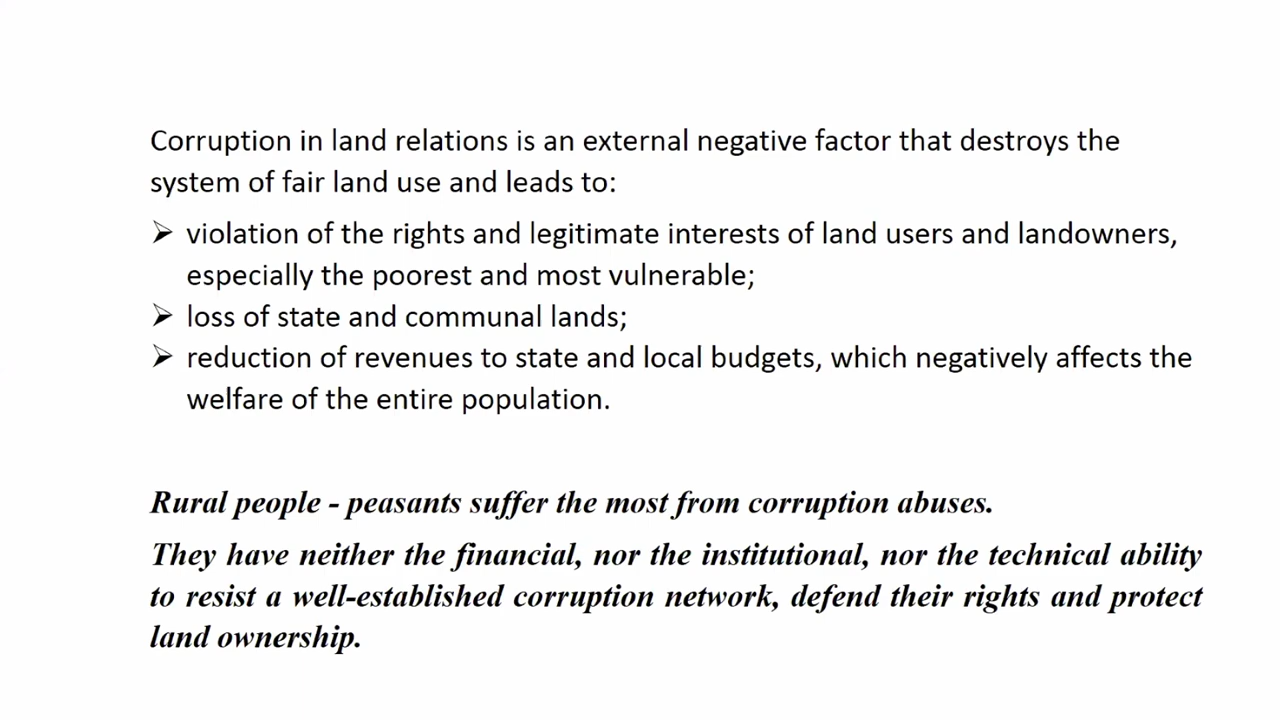 Corruption in land relations is an external negative factor that destroys the
system of fair land use and leads to:
➢ violation of the rights and legitimate interests of land users and landowners,
especially the poorest and most vulnerable;
➢ loss of state and communal lands;
➢ reduction of revenues to state and local budgets, which negatively affects the
welfare of the entire population.
Rural people - peasants suffer the most from corruption abuses.
They have neither the financial, nor the institutional, nor the technical ability
to resist a well-established corruption network, defend their rights and protect
land ownership.